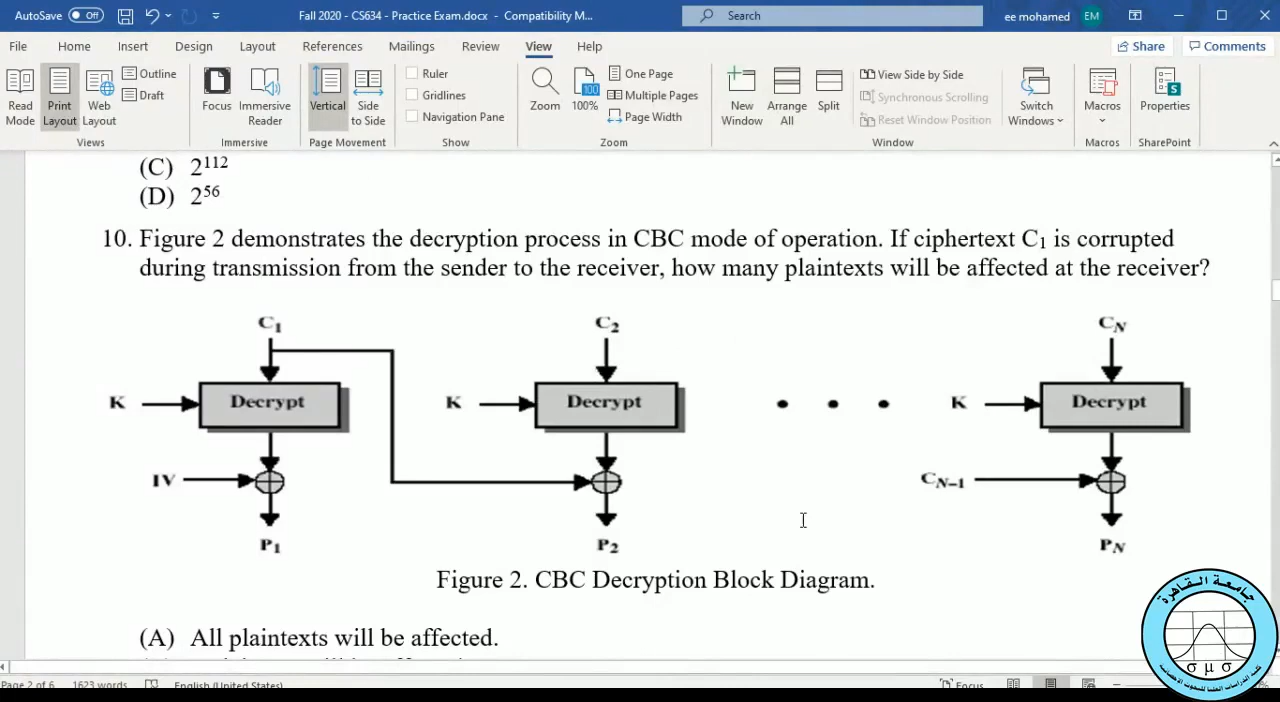 AutoSave Off Fall 2020 - CS634 - Practice Exam.docx - Compatibility M... Search ee mohamed EM
File Home Insert Design Layout References Mailings Review View Help Share Comments
Read Mode
Print Layout
Web Layout
Outline
Draft
Views
Focus
Immersive Reader
Immersive
Vertical
Side to Side
Page Movement
Ruler
Gridlines
Navigation Pane
Show
Zoom
100%
One Page
Multiple Pages
Page Width
Zoom
New Window
Arrange All
Split
View Side by Side
Synchronous Scrolling
Reset Window Position
Window
Switch Windows
Macros
Macros
Properties
SharePoint
(C) 2^112
(D) 2^56
10. Figure 2 demonstrates the decryption process in CBC mode of operation. If ciphertext C1 is corrupted
during transmission from the sender to the receiver, how many plaintexts will be affected at the receiver?
C1 C2 CN
K Decrypt K Decrypt • • • K Decrypt
IV CN-1
P1 P2 PN
Figure 2. CBC Decryption Block Diagram.
(A) All plaintexts will be affected.
Page 2 of 6 1623 words English (United States) Focus
جامعة القاهرة
σ μ σ